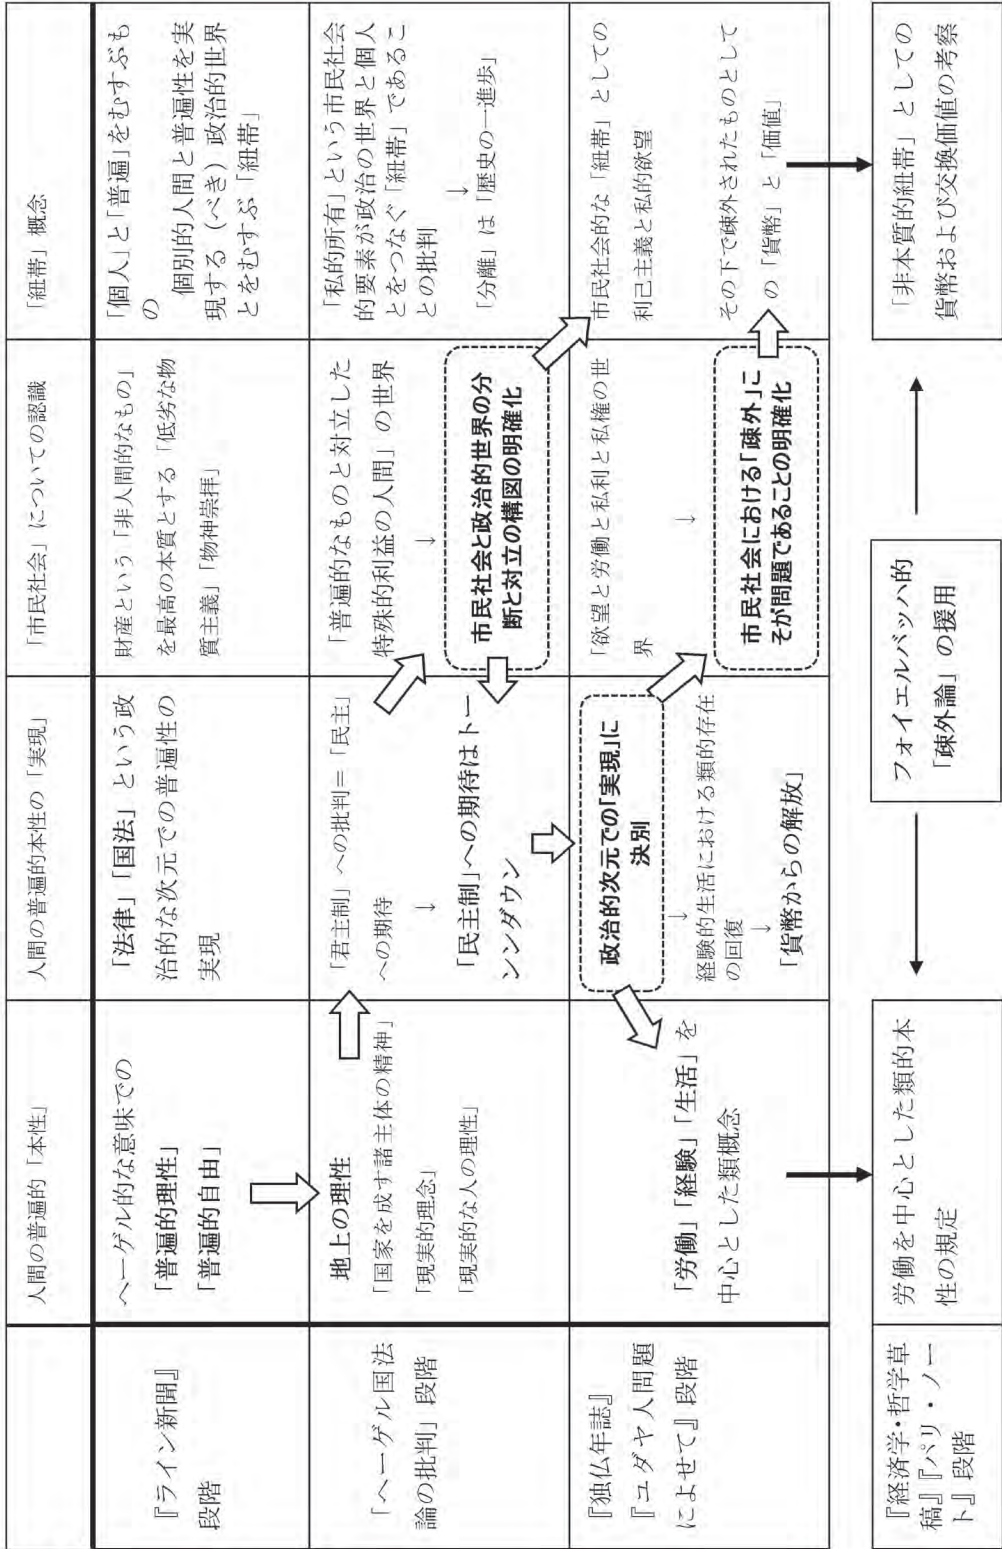 人間の普遍的「本性」
人間の普遍的本性の「実現」
「市民社会」についての認識
「紐帯」概念
『ライン新聞』
段階
ヘーゲル的な意味での
「普遍的理性」
「普遍的自由」
「法律」「国法」という政
治的な次元での普遍性の
実現
財産という「非人間的なもの」
を最高の本質とする「低劣な物
質主義」「物神崇拝」
「個人」と「普遍」をむすぶも
の
個別的人間と普遍性を実
現する（べき）政治的世界
とをむすぶ「紐帯」
「ヘーゲル国法
論の批判」段階
地上の理性
「国家を成す諸主体の精神」
「現実的理念」
「現実的な人の理性」
「君主制」への批判＝「民主」
への期待
↓
「民主制」への期待はトー
ンンダウン
「普遍的なものと対立した
特殊的利益の人間」の世界
↓
市民社会と政治的世界の分
断と対立の構図の明確化
「私的所有」という市民社会
的要素が政治の世界と個人
とをつなぐ「紐帯」であるこ
との批判
↓
「分離」は「歴史の一進歩」
『独仏年誌』
『ユダヤ人問題
によせて』段階
「労働」「経験」「生活」を
中心とした類概念
政治的次元での「実現」に
決別
↓
経験的生活における類的存在
の回復
↓
「貨幣からの解放」
「欲望と労働と私利と私権の世
界
↓
市民社会における「疎外」に
そが問題であることの明確化
市民社会的な「紐帯」としての
利己主義と私的欲望
その下で疎外されたものとして
の「貨幣」と「価値」
『経済学・哲学草
稿』『パリ・ノー
ト』段階
労働を中心とした類的本
性の規定
フォイエルバッハ的
「疎外論」の援用
「非本質的紐帯」としての
貨幣および交換価値の考察